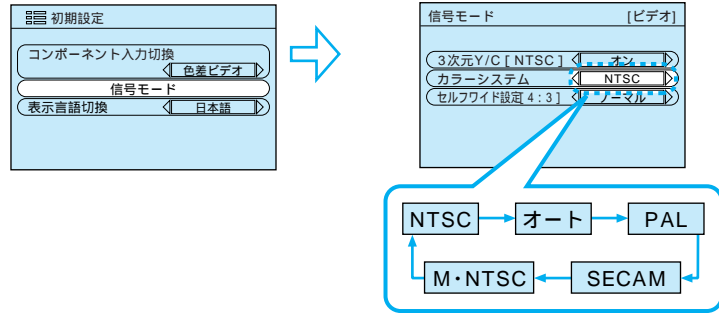 初期設定
コンポーネント入力切換
色差ビデオ
信号モード
表示言語切換 日本語
信号モード [ビデオ]
3次元Y/C [ NTSC ] オン
カラーシステム NTSC
セルフワイド設定[ 4 : 3 ] ノーマル
NTSC オート PAL
M・NTSC SECAM